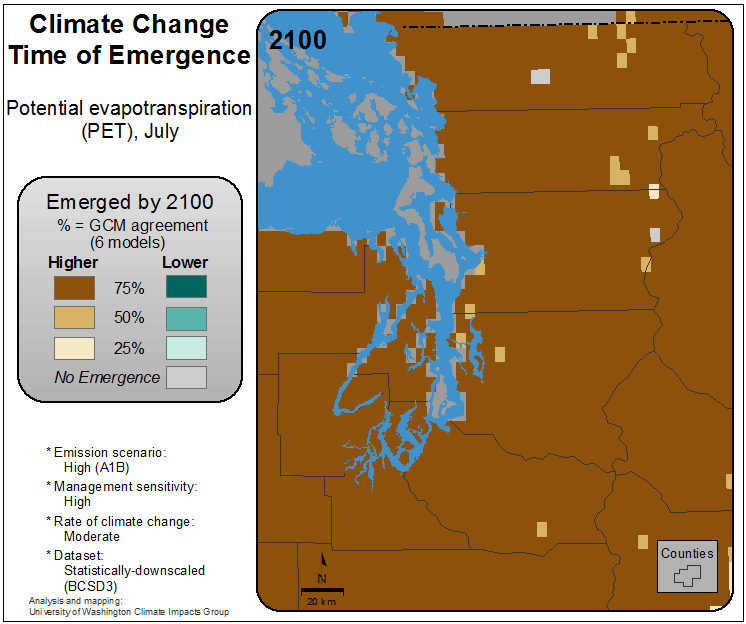 Climate Change
Time of Emergence
Potential evapotranspiration
(PET), July
Emerged by 2100
% = GCM agreement
(6 models)
Higher Lower
75%
50%
25%
No Emergence
* Emission scenario:
High (A1B)
* Management sensitivity:
High
* Rate of climate change:
Moderate
* Dataset:
Statistically-downscaled
(BCSD3)
Analysis and mapping:
University of Washington Climate Impacts Group
2100
N
20 km
Counties